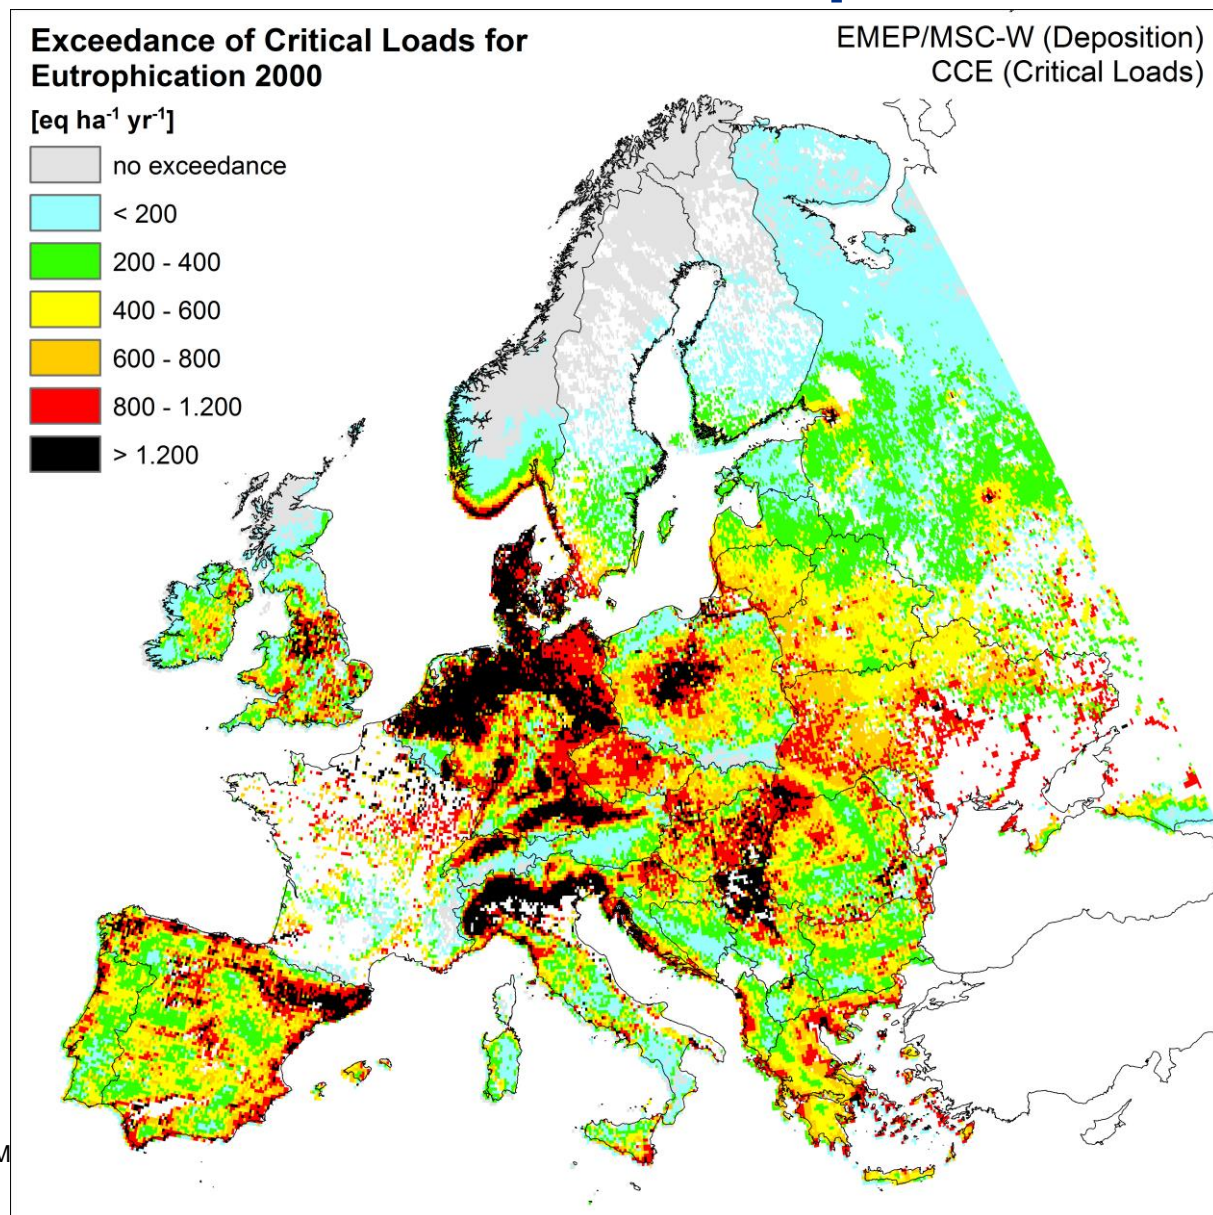 Exceedance of Critical Loads for
Eutrophication 2000
[eq ha⁻¹ yr⁻¹]
no exceedance
< 200
200 - 400
400 - 600
600 - 800
800 - 1.200
> 1.200
EMEP/MSC-W (Deposition)
CCE (Critical Loads)
M